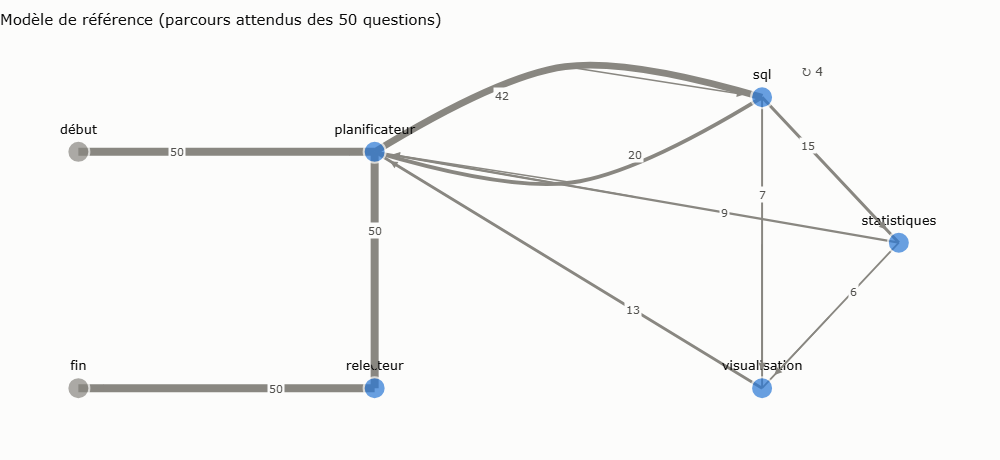 Modèle de référence (parcours attendus des 50 questions)
sql
↻ 4
42
début
planificateur
50
15
20
7
9
statistiques
50
6
13
fin
relecteur
visualisation
50